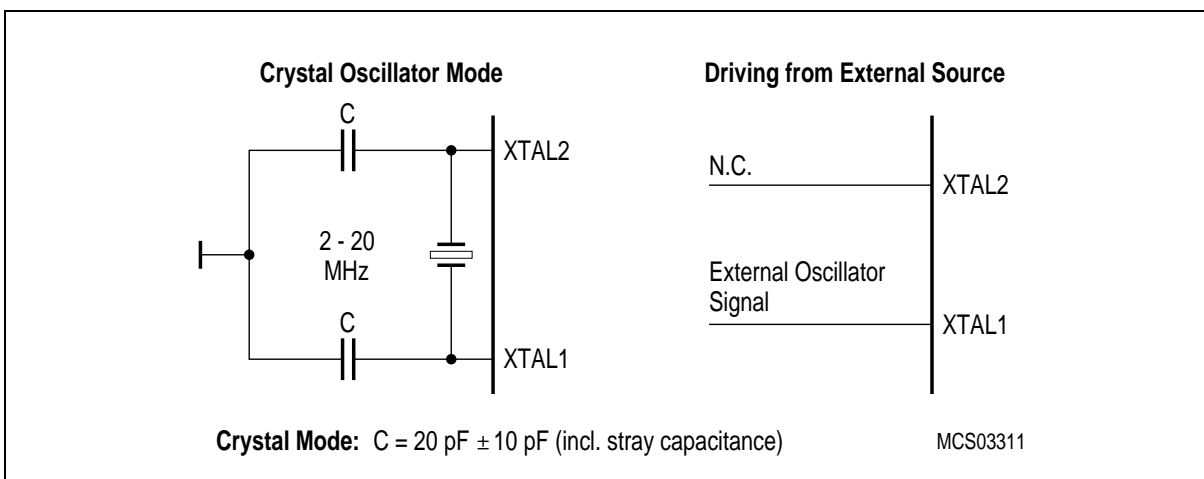 Crystal Oscillator Mode
C
XTAL2
2 - 20
MHz
C
XTAL1
Driving from External Source
N.C.
XTAL2
External Oscillator
Signal
XTAL1
Crystal Mode: C = 20 pF ± 10 pF (incl. stray capacitance)
MCS03311